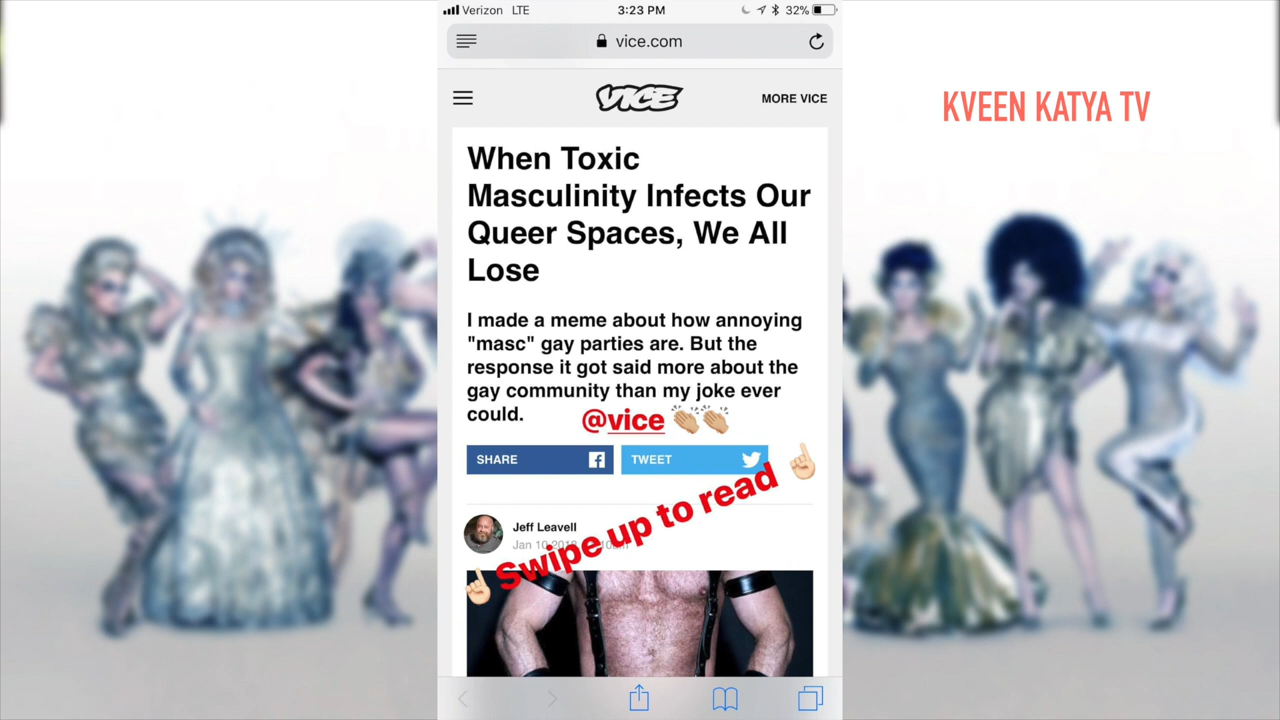 Verizon LTE 3:23 PM 32%
vice.com
VICE MORE VICE
KVEEN KATYA TV
When Toxic
Masculinity Infects Our
Queer Spaces, We All
Lose
I made a meme about how annoying
"masc" gay parties are. But the
response it got said more about the
gay community than my joke ever
could.
@vice 👏🏼👏🏼
SHARE TWEET
Swipe up to read
Jeff Leavell
Jan 10